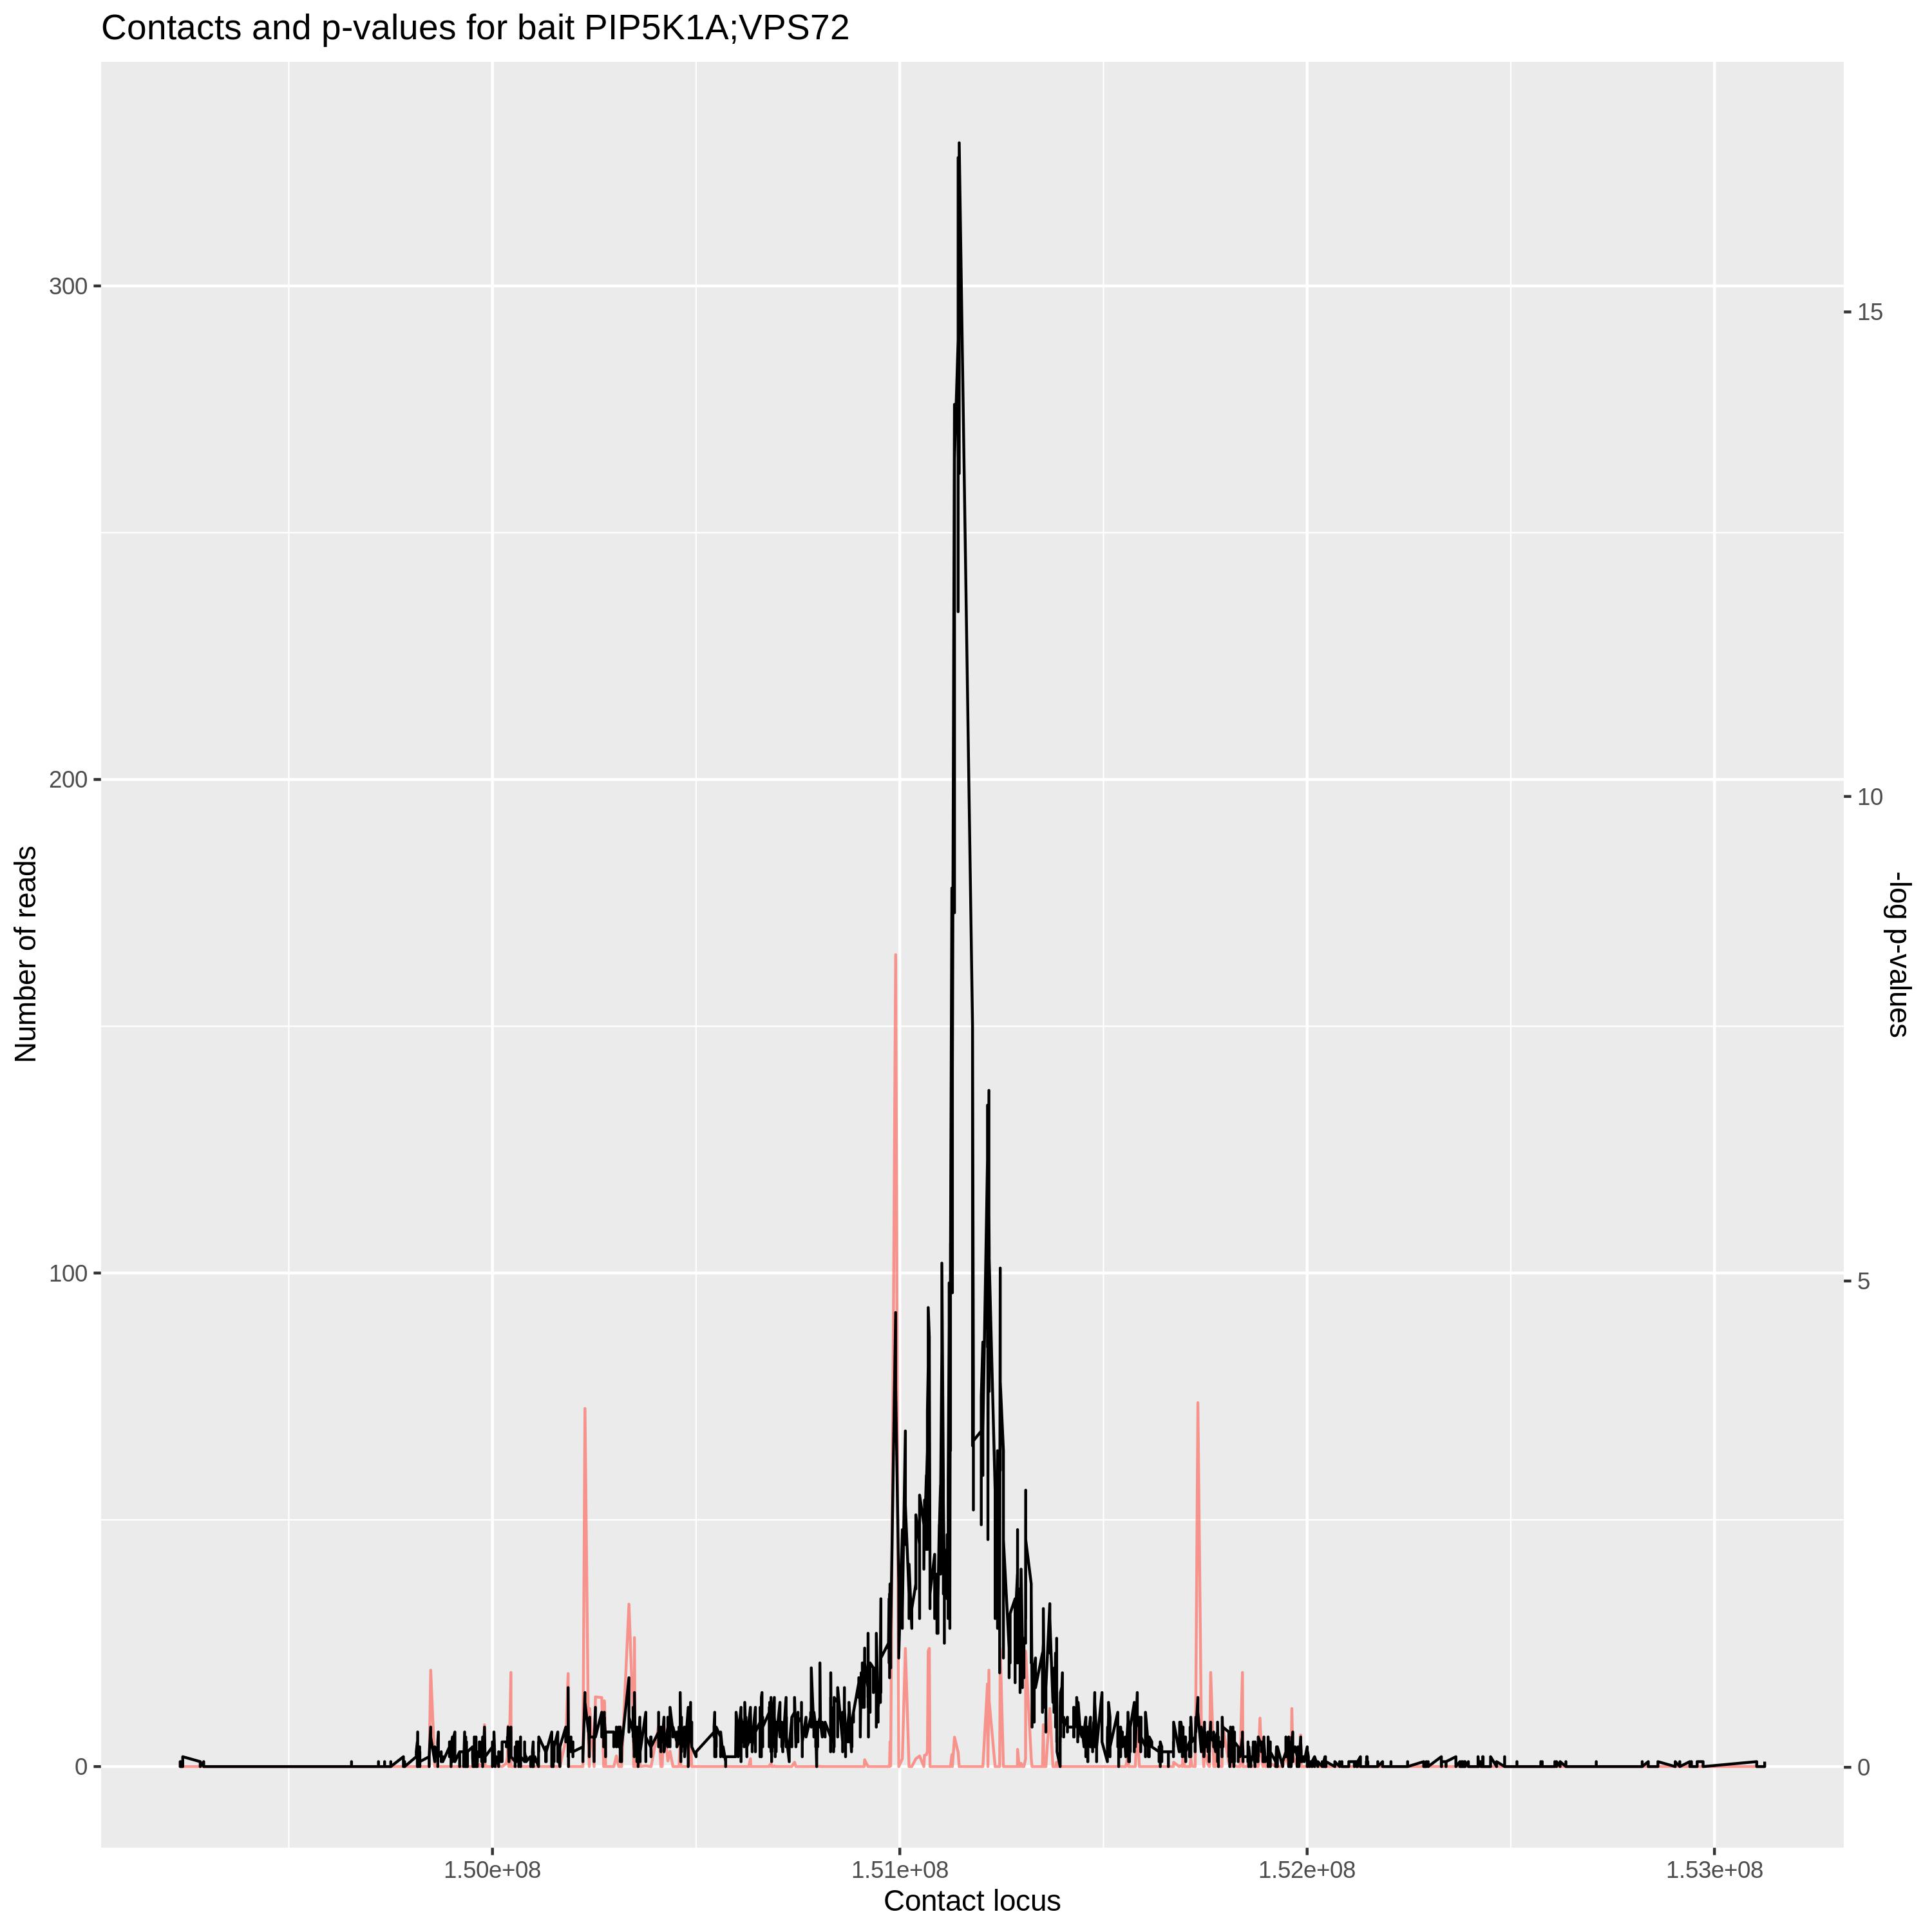 Contacts and p-values for bait PIP5K1A;VPS72
300
200
100
0
Number of reads
15
10
5
0
-log p-values
1.50e+08
1.51e+08
1.52e+08
1.53e+08
Contact locus